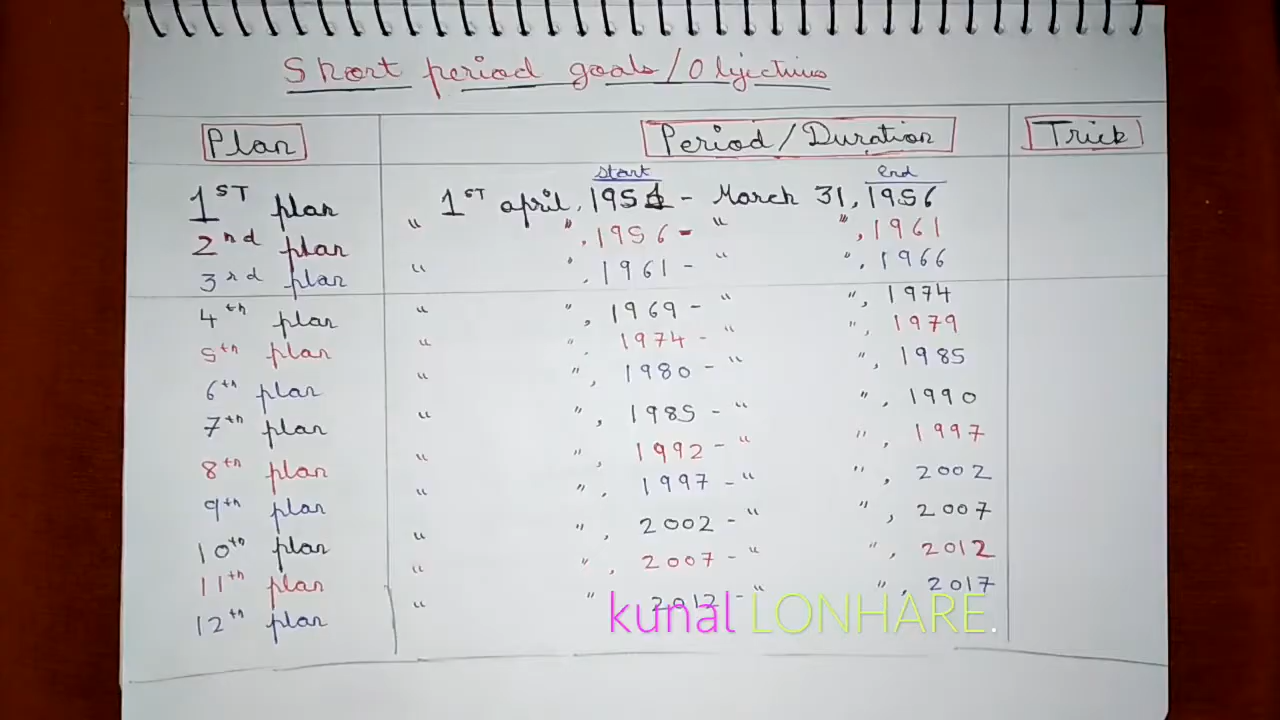 Short period goals/Objectives
Plan Period/Duration Trick
start end
1ST plan 1ST april, 1951 - March 31, 1956
2nd plan " ", 1956 - " ", 1961
3rd plan " ", 1961 - " ", 1966
4th plan " ", 1969 - " ", 1974
5th plan " ", 1974 - " ", 1979
6th plan " ", 1980 - " ", 1985
7th plan " ", 1985 - " ", 1990
8th plan " ", 1992 - " ", 1997
9th plan " ", 1997 - " ", 2002
10th plan " ", 2002 - " ", 2007
11th plan " ", 2007 - " ", 2012
12th plan " ", 2012 - " ", 2017
kunal LONHARE.